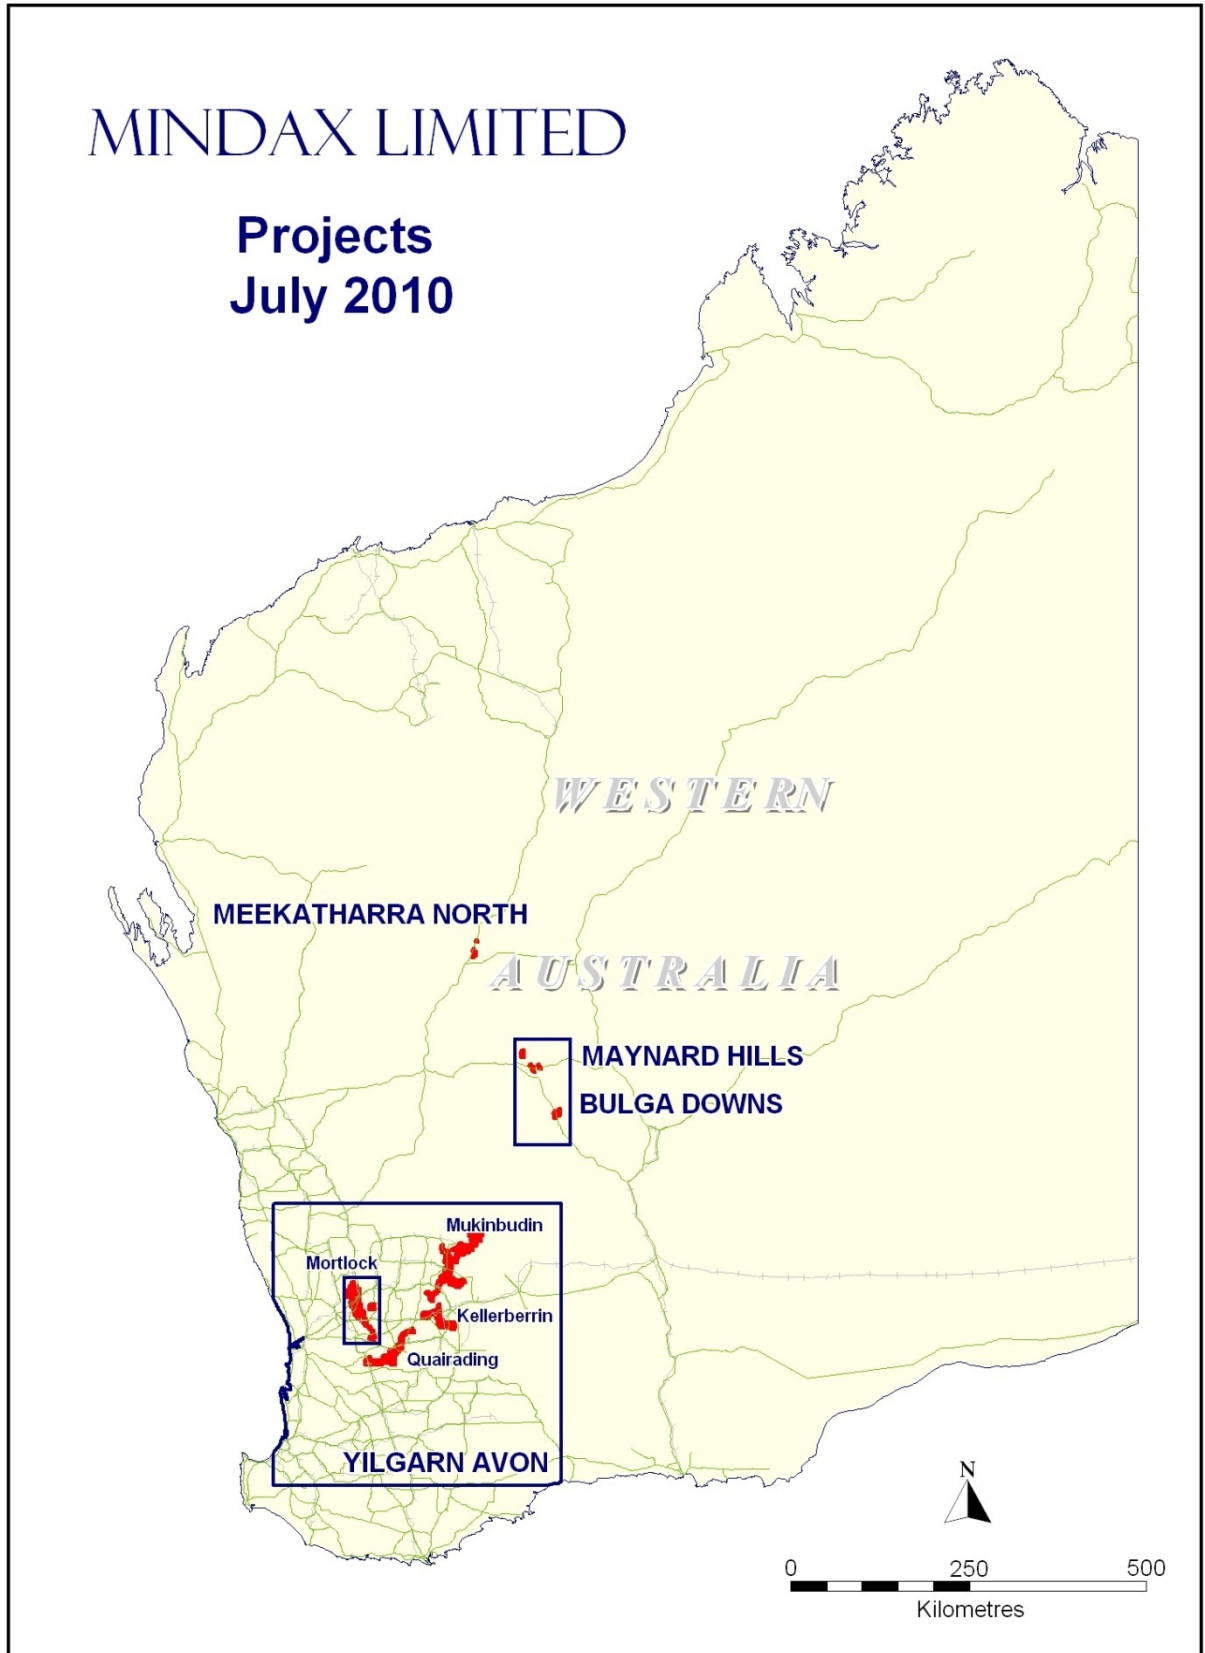 MINDAX LIMITED
Projects
July 2010
WESTERN
MEEKATHARRA NORTH
AUSTRALIA
MAYNARD HILLS
BULGA DOWNS
Mukinbudin
Mortlock
Kellerberrin
Quairading
YILGARN AVON
N
0 250 500
Kilometres